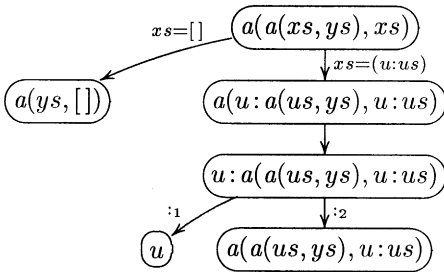 a(a(xs, ys), xs)
xs=[ ]
xs=(u:us)
a(ys, [ ])
a(u: a(us, ys), u: us)
u: a(a(us, ys), u: us)
:1
:2
u
a(a(us, ys), u: us)